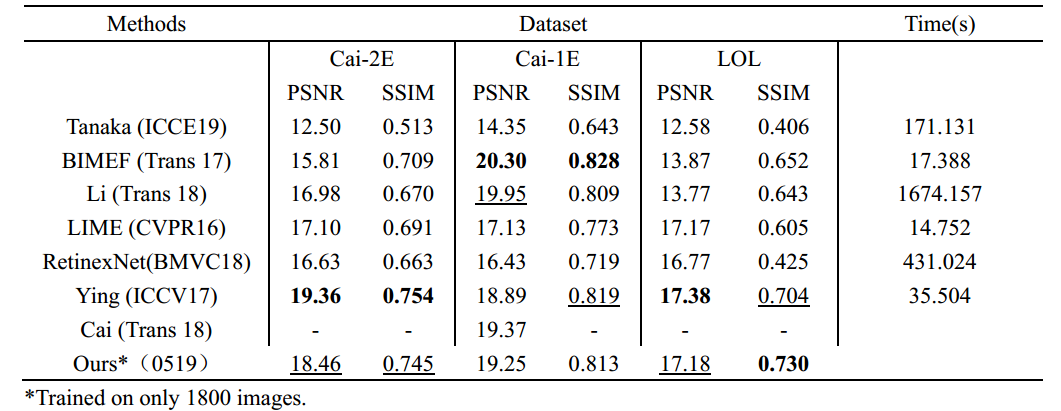 Methods Dataset Time(s)
Cai-2E Cai-1E LOL
PSNR SSIM PSNR SSIM PSNR SSIM
Tanaka (ICCE19) 12.50 0.513 14.35 0.643 12.58 0.406 171.131
BIMEF (Trans 17) 15.81 0.709 20.30 0.828 13.87 0.652 17.388
Li (Trans 18) 16.98 0.670 19.95 0.809 13.77 0.643 1674.157
LIME (CVPR16) 17.10 0.691 17.13 0.773 17.17 0.605 14.752
RetinexNet(BMVC18) 16.63 0.663 16.43 0.719 16.77 0.425 431.024
Ying (ICCV17) 19.36 0.754 18.89 0.819 17.38 0.704 35.504
Cai (Trans 18) - - 19.37 - - -
Ours*（0519） 18.46 0.745 19.25 0.813 17.18 0.730
*Trained on only 1800 images.